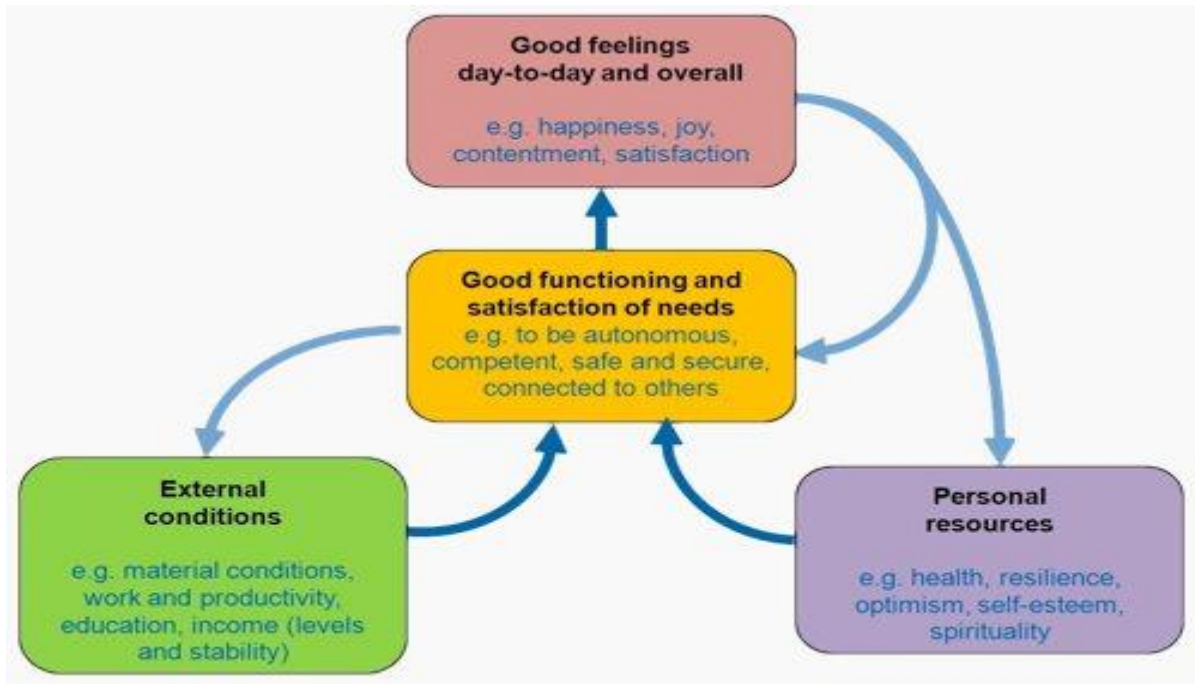 Good feelings
day-to-day and overall
e.g. happiness, joy,
contentment, satisfaction
Good functioning and
satisfaction of needs
e.g. to be autonomous,
competent, safe and secure,
connected to others
External
conditions
e.g. material conditions,
work and productivity,
education, income (levels
and stability)
Personal
resources
e.g. health, resilience,
optimism, self-esteem,
spirituality